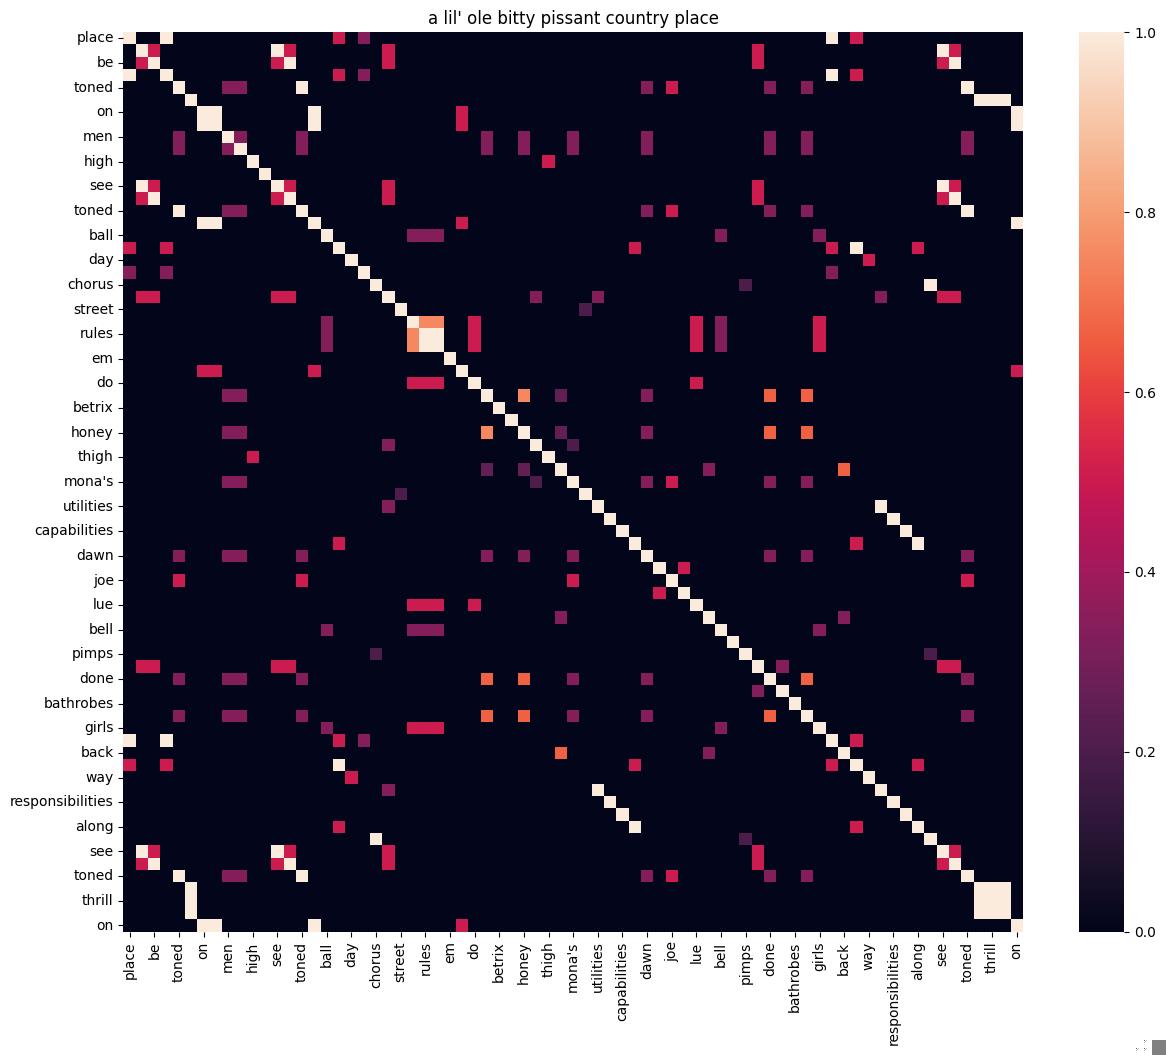 a lil' ole bitty pissant country place
place
be
toned
on
men
high
see
toned
ball
day
chorus
street
rules
em
do
betrix
honey
thigh
mona's
utilities
capabilities
dawn
joe
lue
bell
pimps
done
bathrobes
girls
back
way
responsibilities
along
see
toned
thrill
on
place
be
toned
on
men
high
see
toned
ball
day
chorus
street
rules
em
do
betrix
honey
thigh
mona's
utilities
capabilities
dawn
joe
lue
bell
pimps
done
bathrobes
girls
back
way
responsibilities
along
see
toned
thrill
on
1.0
0.8
0.6
0.4
0.2
0.0